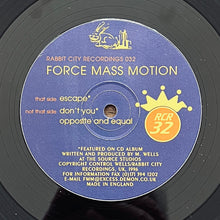 RABBIT CITY RECORDINGS 032
FORCE MASS MOTION
that side: escape*
not that side: don't you*
opposite and equal
RCR
32
*FEATURED ON CD ALBUM
WRITTEN AND PRODUCED BY M. WELLS
AT THE SOURCE STUDIOS
COPYRIGHT CONTROL WELLS/RABBIT CITY
RECORDINGS, UK, 1996
FOR INFORMATION FAX (0)171 394 1202
E-MAIL FMM@EXCESS.DEMON.CO.UK
MADE IN ENGLAND